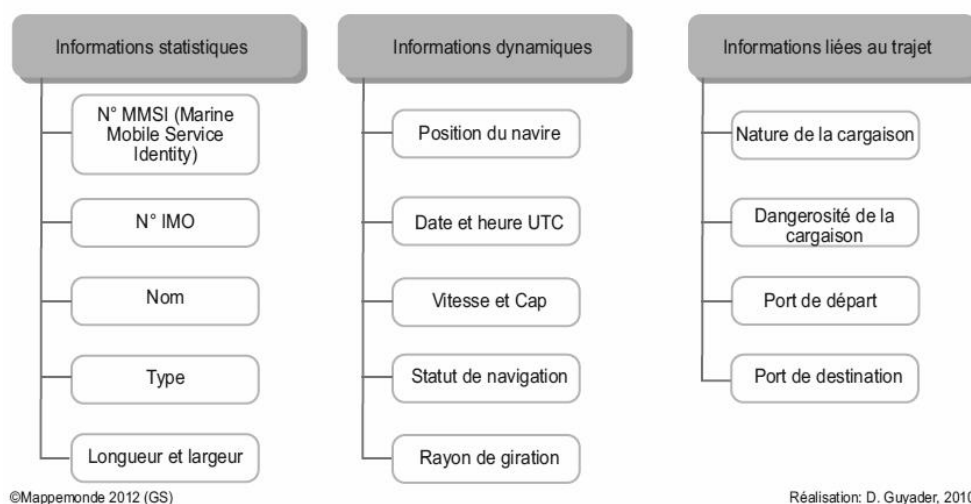 Informations statistiques
N° MMSI (Marine
Mobile Service
Identity)
N° IMO
Nom
Type
Longueur et largeur
Informations dynamiques
Position du navire
Date et heure UTC
Vitesse et Cap
Statut de navigation
Rayon de giration
Informations liées au trajet
Nature de la cargaison
Dangerosité de la
cargaison
Port de départ
Port de destination
©Mappemonde 2012 (GS)
Réalisation: D. Guyader, 2010